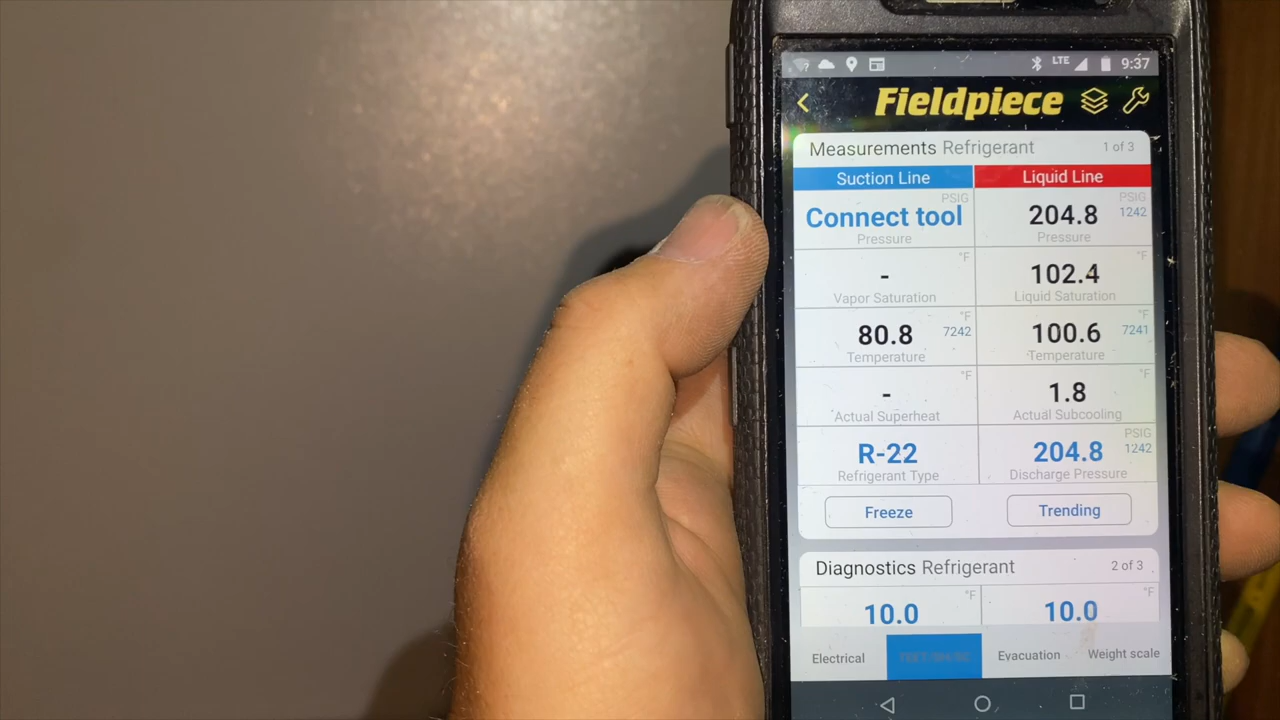 LTE 9:37
Fieldpiece
Measurements Refrigerant 1 of 3
Suction Line Liquid Line
PSIG PSIG
Connect tool 204.8 1242
Pressure Pressure
°F °F
- 102.4
Vapor Saturation Liquid Saturation
°F °F
80.8 7242 100.6 7241
Temperature Temperature
°F °F
- 1.8
Actual Superheat Actual Subcooling
PSIG
R-22 204.8 1242
Refrigerant Type Discharge Pressure
Freeze Trending
Diagnostics Refrigerant 2 of 3
°F °F
10.0 10.0
Electrical Evacuation Weight scale